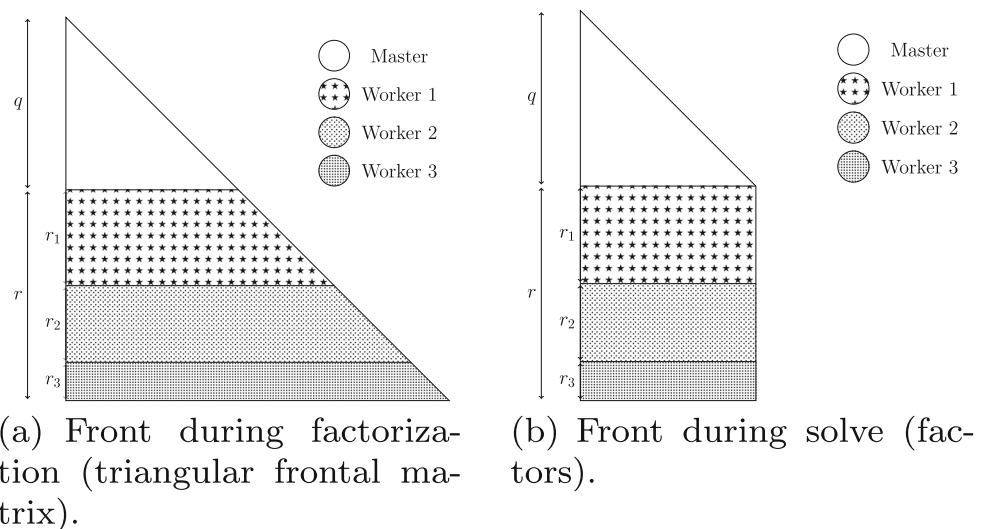 q
r
r1
r2
r3
Master
Worker 1
Worker 2
Worker 3
(a) Front during factoriza-
tion (triangular frontal ma-
trix).
q
r
r1
r2
r3
Master
Worker 1
Worker 2
Worker 3
(b) Front during solve (fac-
tors).